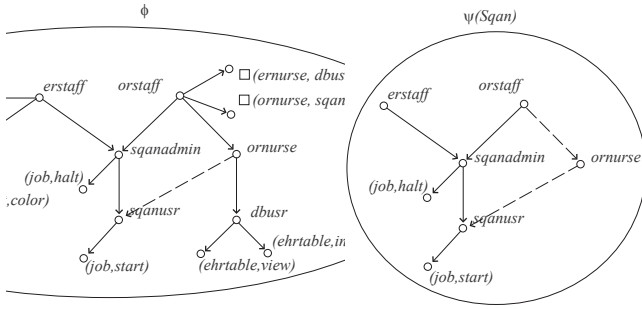 ϕ
ψ(Sqan)
□ (ernurse, dbus
□ (ornurse, sqan
erstaff
orstaff
sqanadmin
ornurse
(job,halt)
,color)
sqanusr
dbusr
(ehrtable,in
(job,start)
(ehrtable,view)
erstaff
orstaff
sqanadmin
ornurse
(job,halt)
sqanusr
(job,start)